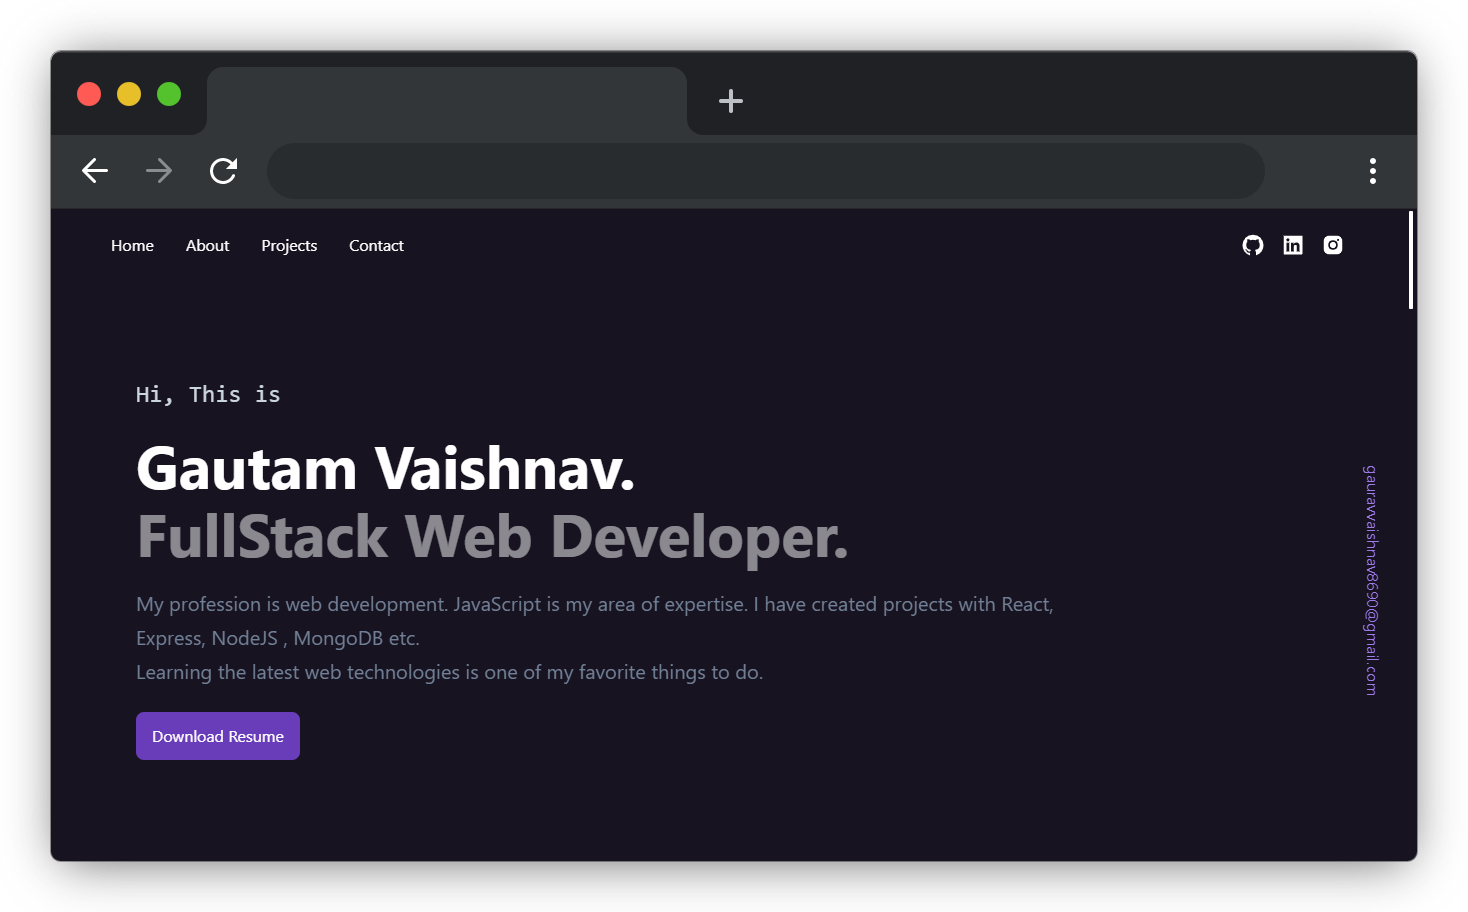 Home About Projects Contact
Hi, This is
Gautam Vaishnav.
FullStack Web Developer.
My profession is web development. JavaScript is my area of expertise. I have created projects with React,
Express, NodeJS , MongoDB etc.
Learning the latest web technologies is one of my favorite things to do.
Download Resume
gauravvaishnav8690@gmail.com